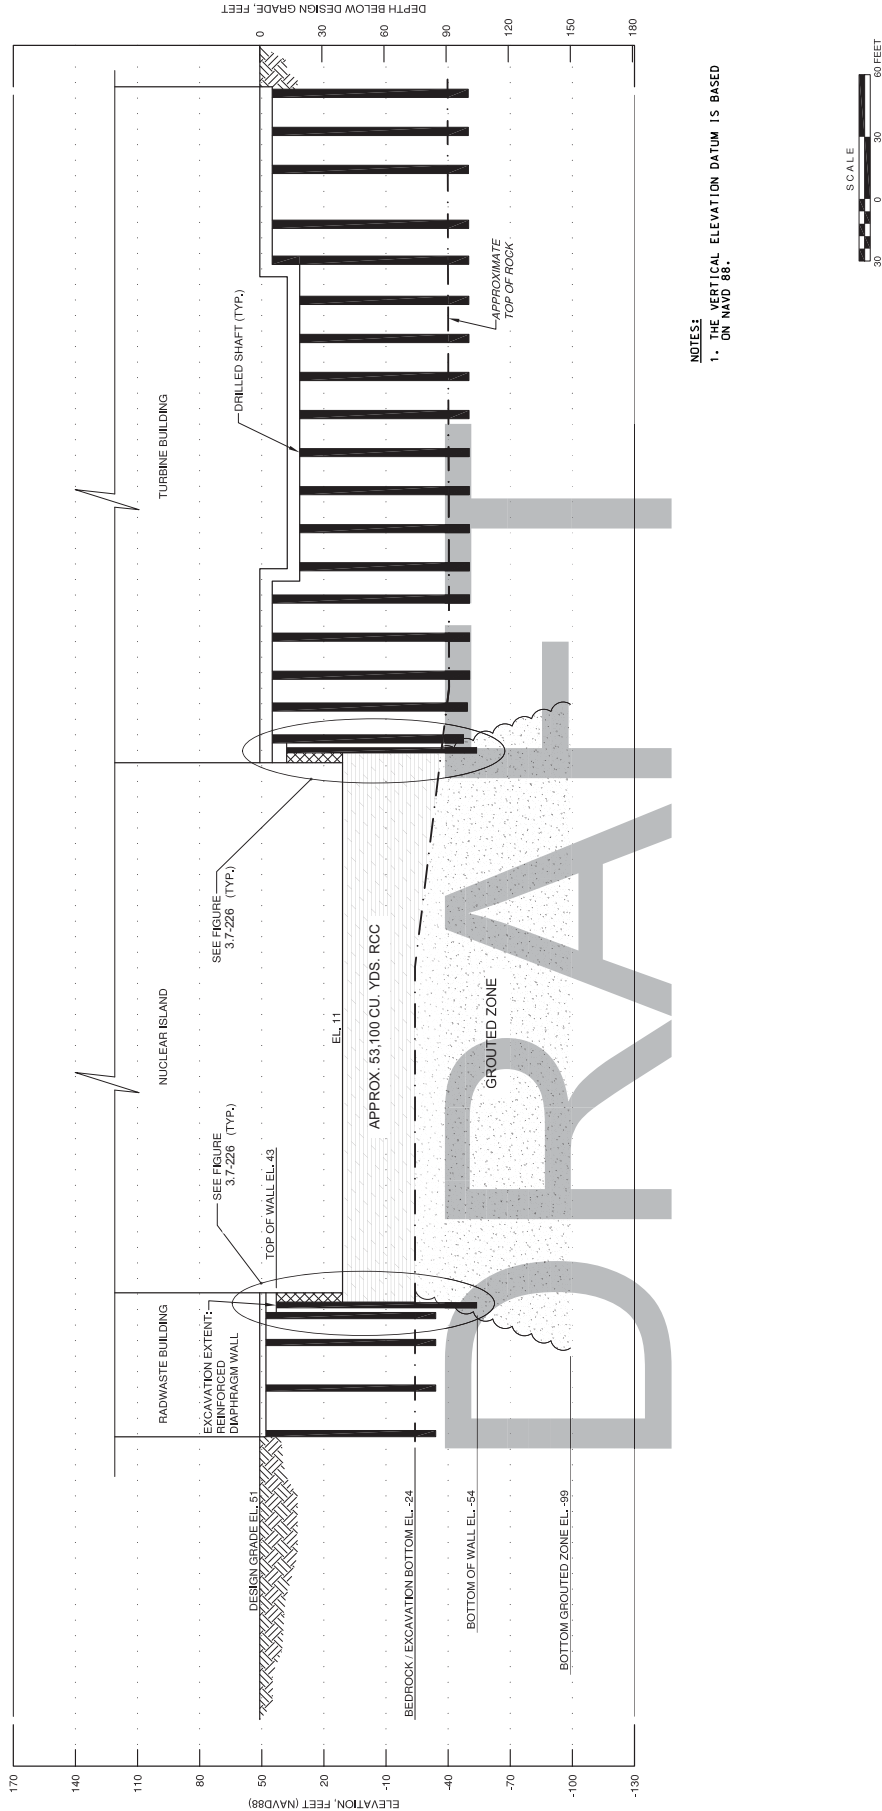 170
140
110
80
50
20
-10
-40
-70
-100
-130
ELEVATION, FEET (NAVD88)
RADWASTE BUILDING
NUCLEAR ISLAND
TURBINE BUILDING
SEE FIGURE
3.7-226 (TYP.)
SEE FIGURE
3.7-226 (TYP.)
DRILLED SHAFT (TYP.)
EXCAVATION EXTENT:
REINFORCED
DIAPHRAGM WALL
TOP OF WALL EL. 43
DESIGN GRADE EL. 51
EL. 11
APPROX. 53,100 CU. YDS. RCC
APPROXIMATE
TOP OF ROCK
BEDROCK / EXCAVATION BOTTOM EL. -24
BOTTOM OF WALL EL. -54
GROUTED ZONE
BOTTOM GROUTED ZONE EL. -99
DRAFT
0
30
60
90
120
150
180
DEPTH BELOW DESIGN GRADE, FEET
NOTES:
1. THE VERTICAL ELEVATION DATUM IS BASED
ON NAVD 88.
SCALE
30 0 30 60 FEET